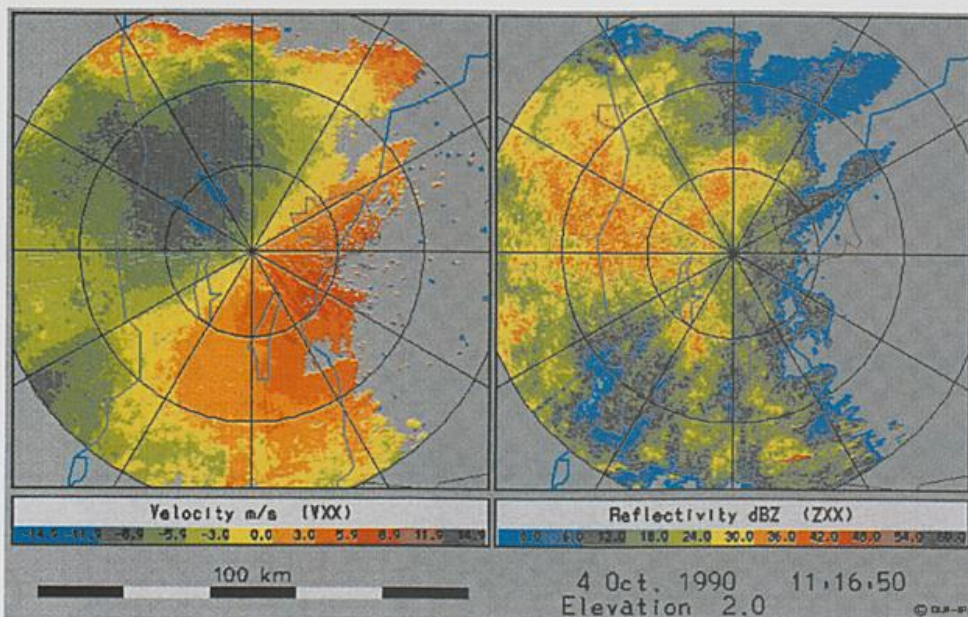 Velocity m/s (VXX)
-14.9 -11.9 -8.9 -5.9 -3.0 0.0 3.0 5.9 8.9 11.9 14.9
Reflectivity dBZ (ZXX)
0.0 6.0 12.0 18.0 24.0 30.0 36.0 42.0 48.0 54.0 60.0
100 km
4 Oct. 1990 11:16:50
Elevation 2.0
©